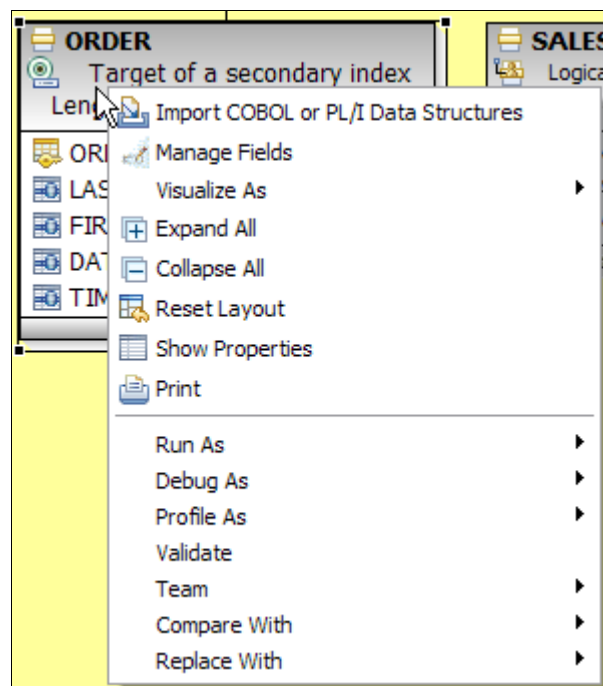 ORDER
Target of a secondary index
SALES
Logica
Len
ORI
LAS
FIR
DAT
TIM
Import COBOL or PL/I Data Structures
Manage Fields
Visualize As
Expand All
Collapse All
Reset Layout
Show Properties
Print
Run As
Debug As
Profile As
Validate
Team
Compare With
Replace With